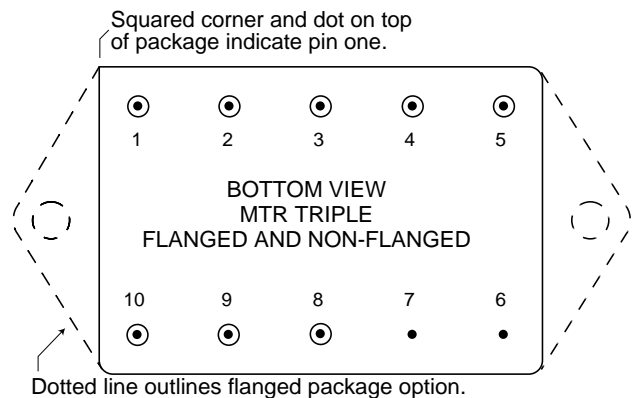 Squared corner and dot on top
of package indicate pin one.
1 2 3 4 5
BOTTOM VIEW
MTR TRIPLE
FLANGED AND NON-FLANGED
10 9 8 7 6
Dotted line outlines flanged package option.